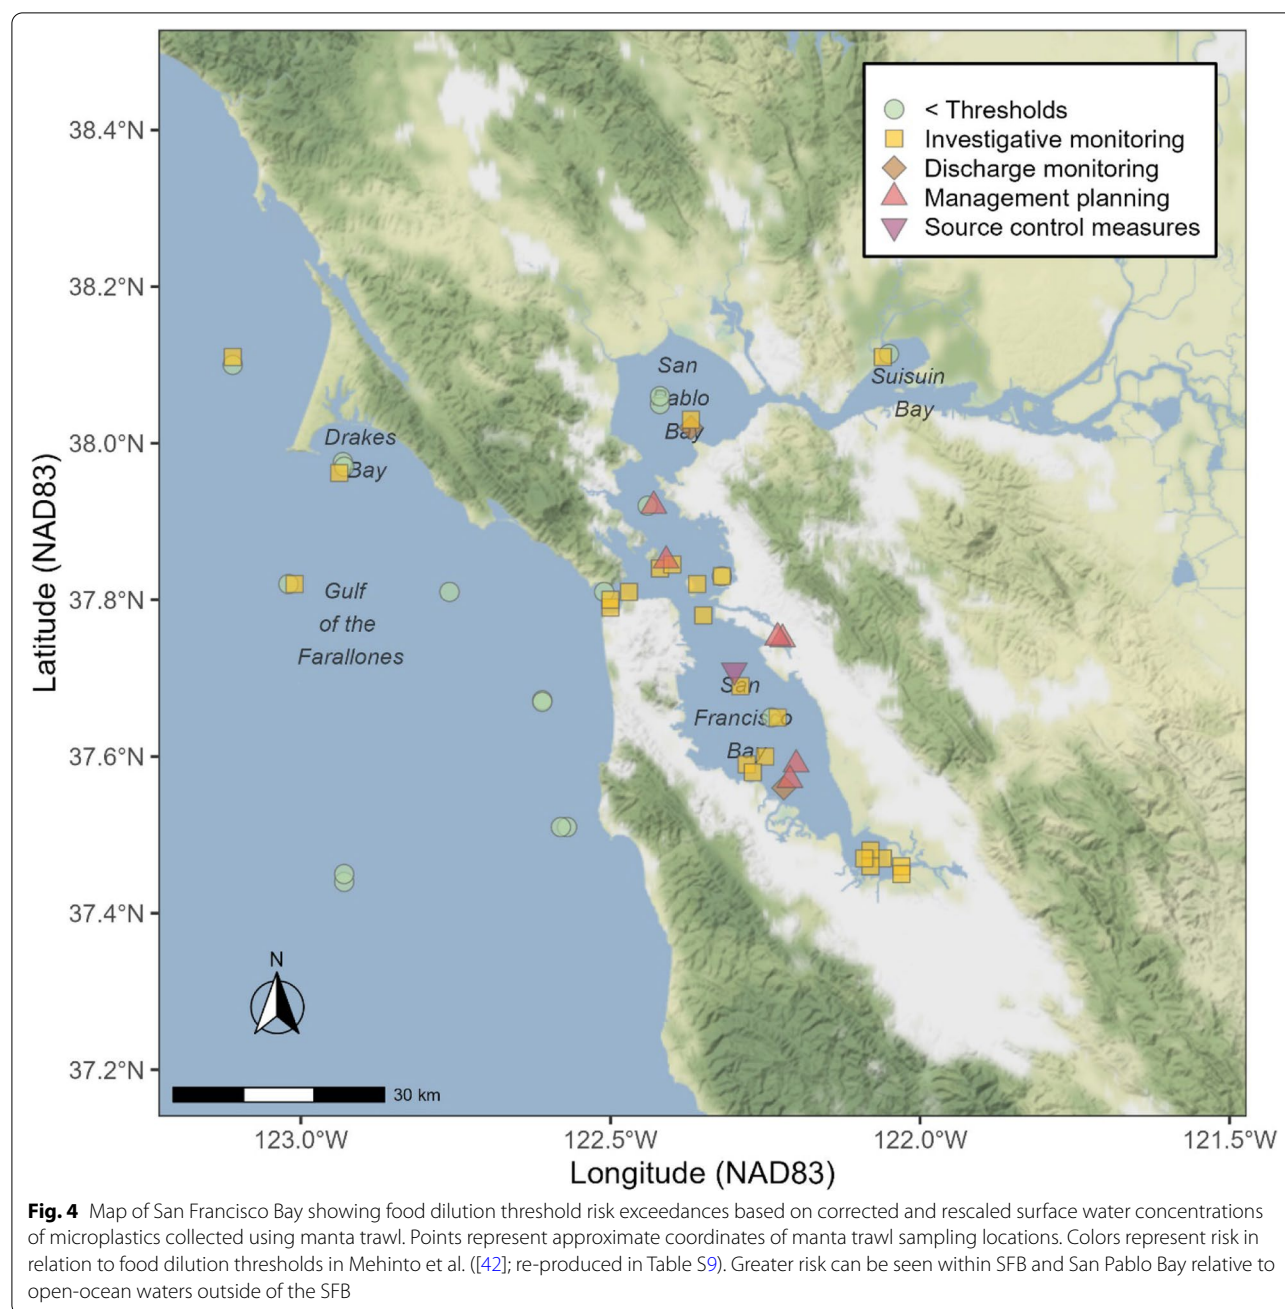 38.4°N
38.2°N
38.0°N
37.8°N
37.6°N
37.4°N
37.2°N
Latitude (NAD83)
< Thresholds
Investigative monitoring
Discharge monitoring
Management planning
Source control measures
San
Pablo
Bay
Suisuin
Bay
Drakes
Bay
Gulf
of the
Farallones
San
Francisco
Bay
N
30 km
123.0°W
122.5°W
122.0°W
121.5°W
Longitude (NAD83)
Fig. 4 Map of San Francisco Bay showing food dilution threshold risk exceedances based on corrected and rescaled surface water concentrations
of microplastics collected using manta trawl. Points represent approximate coordinates of manta trawl sampling locations. Colors represent risk in
relation to food dilution thresholds in Mehinto et al. ([42]; re-produced in Table S9). Greater risk can be seen within SFB and San Pablo Bay relative to
open-ocean waters outside of the SFB